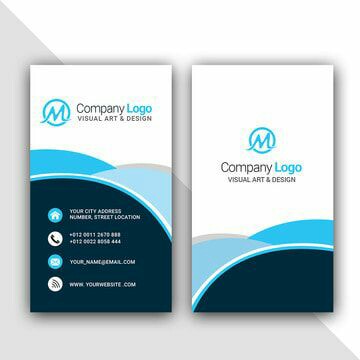 M
Company Logo
VISUAL ART & DESIGN
YOUR CITY ADDRESS
NUMBER, STREET LOCATION
+012 0011 2670 888
+012 0022 8058 444
YOUR_NAME@EMAIL.COM
WWW.YOURWEBSITE.COM
M
Company Logo
VISUAL ART & DESIGN